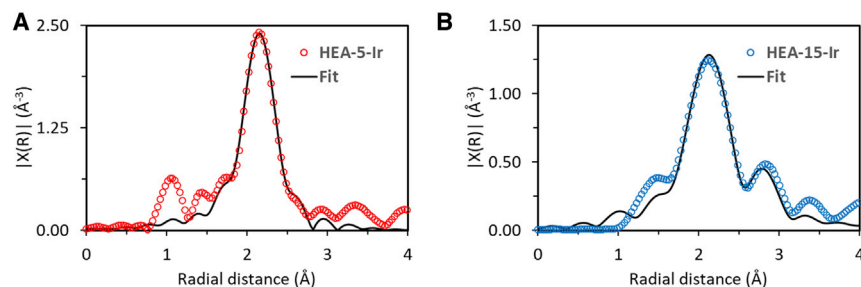 A
2.50
1.25
0.00
|X(R)| (Å⁻³)
HEA-5-Ir
Fit
0 1 2 3 4
Radial distance (Å)
B
1.50
1.00
0.50
0.00
|X(R)| (Å⁻³)
HEA-15-Ir
Fit
0 1 2 3 4
Radial distance (Å)